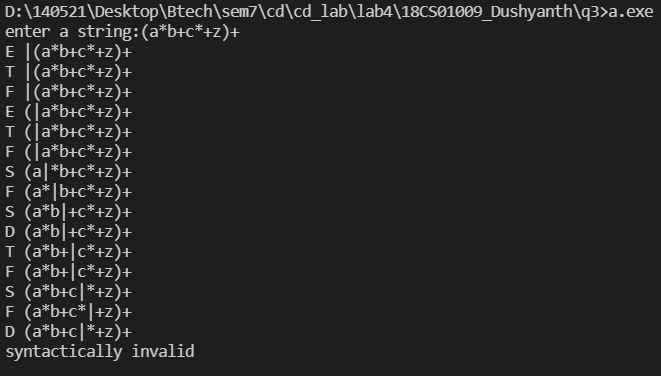 D:\140521\Desktop\Btech\sem7\cd\cd_lab\lab4\18CS01009_Dushyanth\q3>a.exe
enter a string:(a*b+c*+z)+
E |(a*b+c*+z)+
T |(a*b+c*+z)+
F |(a*b+c*+z)+
E (|a*b+c*+z)+
T (|a*b+c*+z)+
F (|a*b+c*+z)+
S (a|*b+c*+z)+
F (a*|b+c*+z)+
S (a*b|+c*+z)+
D (a*b|+c*+z)+
T (a*b+|c*+z)+
F (a*b+|c*+z)+
S (a*b+c|*+z)+
F (a*b+c*|+z)+
D (a*b+c|*+z)+
syntactically invalid